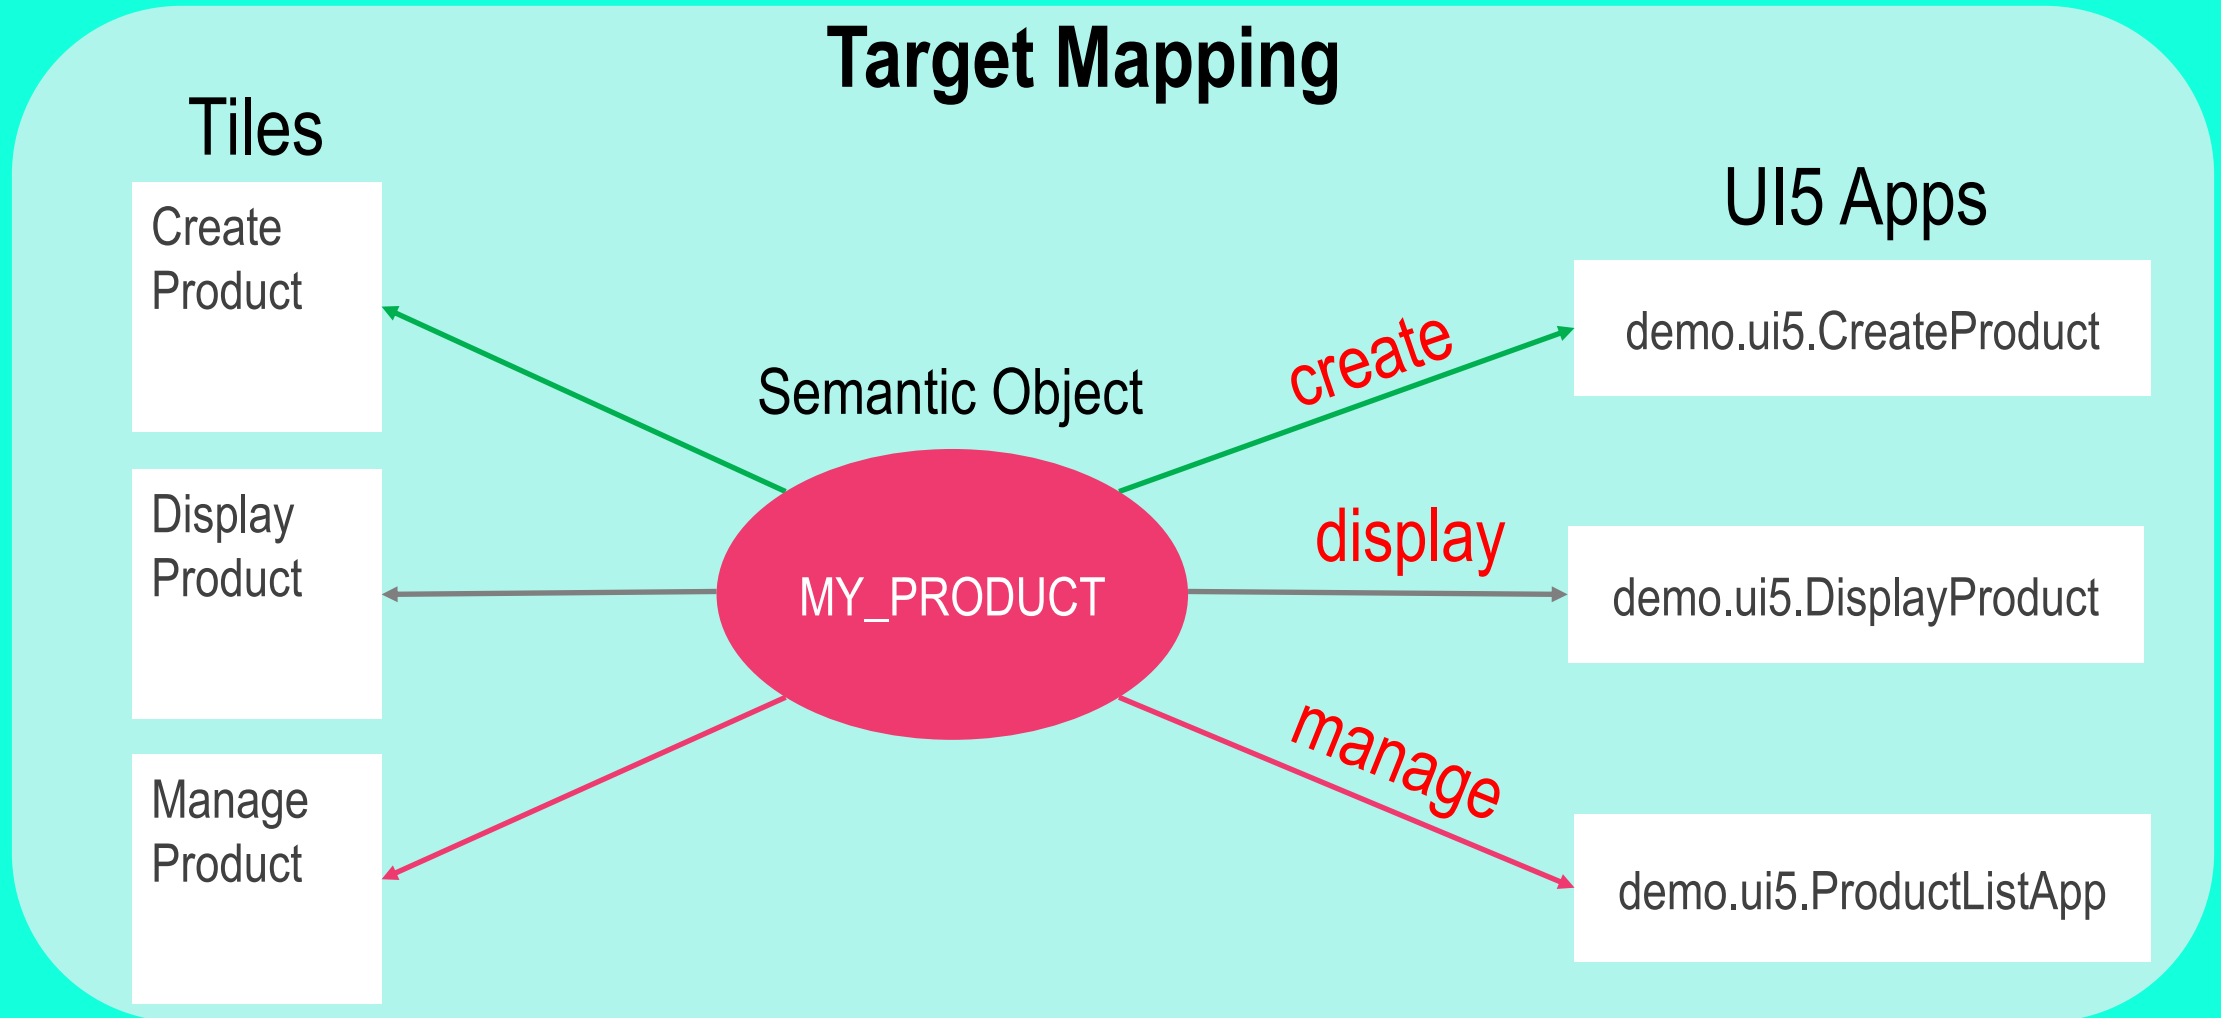 Target Mapping
Tiles
Create
Product
Display
Product
Manage
Product
Semantic Object
MY_PRODUCT
create
display
manage
UI5 Apps
demo.ui5.CreateProduct
demo.ui5.DisplayProduct
demo.ui5.ProductListApp